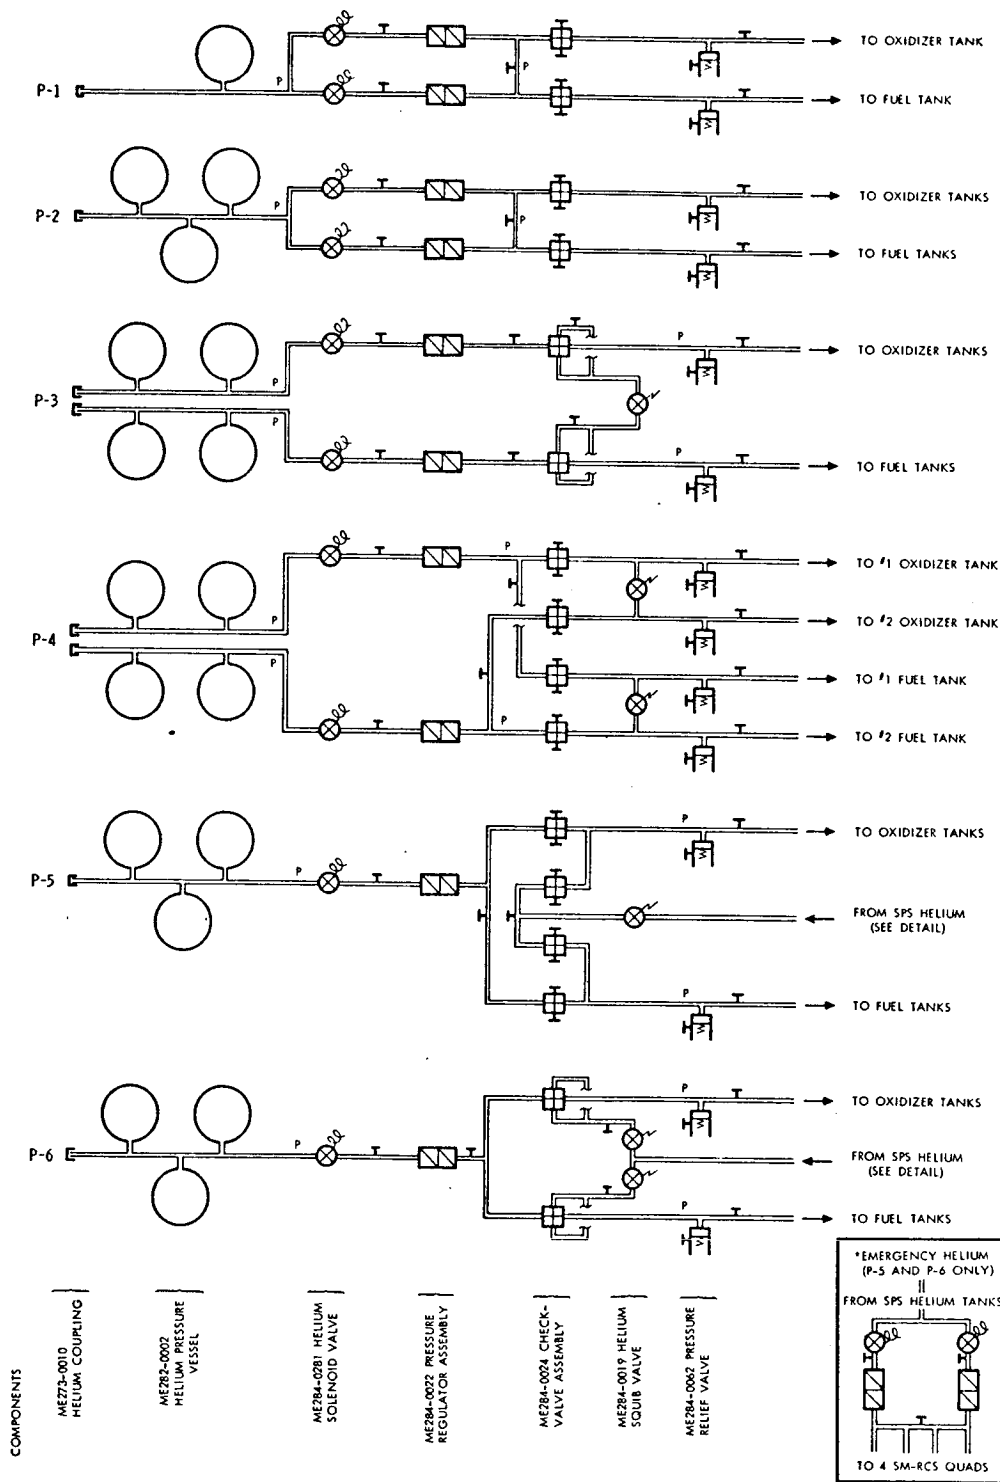 TO OXIDIZER TANK
P
P-1
P
TO FUEL TANK
P-2
P
TO OXIDIZER TANKS
P
TO FUEL TANKS
P
TO OXIDIZER TANKS
P
P-3
P
P
TO FUEL TANKS
P
TO #1 OXIDIZER TANK
P
TO #2 OXIDIZER TANK
P-4
P
TO #1 FUEL TANK
P
TO #2 FUEL TANK
P
TO OXIDIZER TANKS
P-5
P
FROM SPS HELIUM
(SEE DETAIL)
P
TO FUEL TANKS
P
TO OXIDIZER TANKS
P-6
P
FROM SPS HELIUM
(SEE DETAIL)
P
TO FUEL TANKS
COMPONENTS
ME273-0010
HELIUM COUPLING
ME282-0002
HELIUM PRESSURE
VESSEL
ME284-0281 HELIUM
SOLENOID VALVE
ME284-0022 PRESSURE
REGULATOR ASSEMBLY
ME284-0024 CHECK-
VALVE ASSEMBLY
ME284-0019 HELIUM
SQUIB VALVE
ME284-0062 PRESSURE
RELIEF VALVE
*EMERGENCY HELIUM
(P-5 AND P-6 ONLY)
FROM SPS HELIUM TANKS
TO 4 SM-RCS QUADS